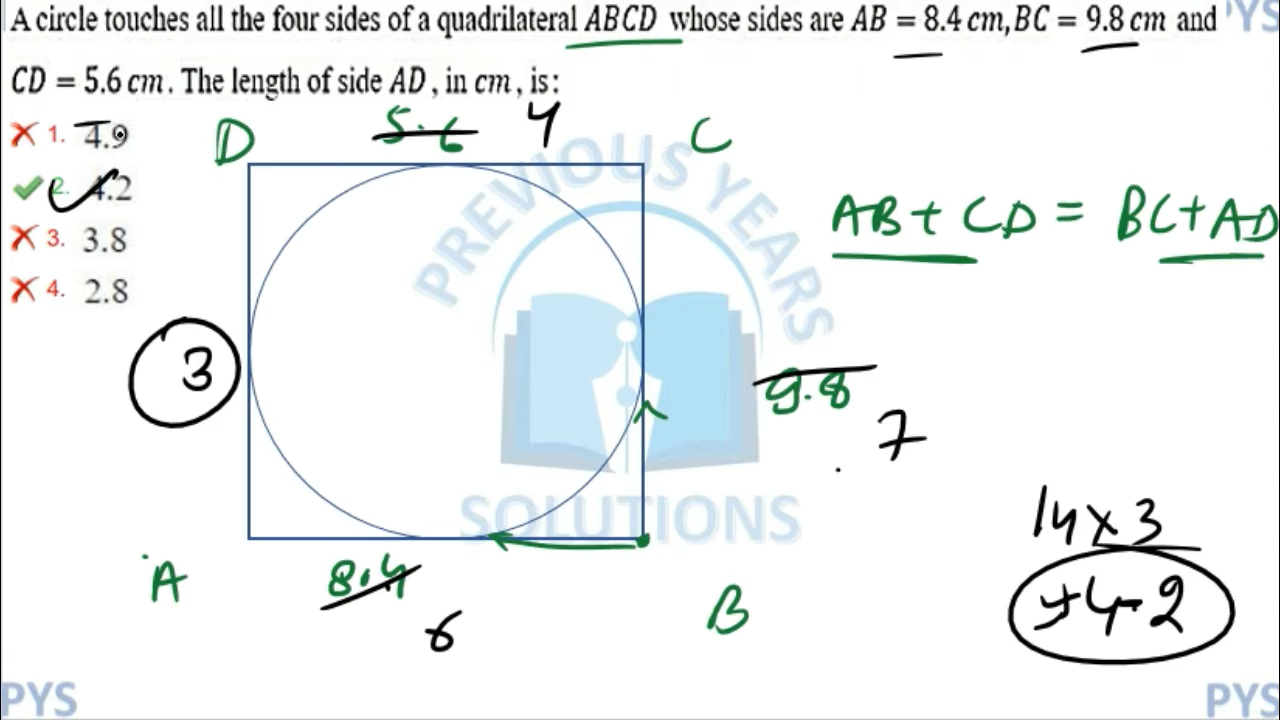 A circle touches all the four sides of a quadrilateral ABCD whose sides are AB = 8.4 cm, BC = 9.8 cm and
CD = 5.6 cm. The length of side AD, in cm, is:
1. 4.9
2. 4.2
3. 3.8
4. 2.8
D 5.6 4 C
AB + CD = BC + AD
3
9.8
7
14 × 3
4.2
A 8.4 B
6
PREVIOUS YEARS
SOLUTIONS
PYS
PYS
PYS